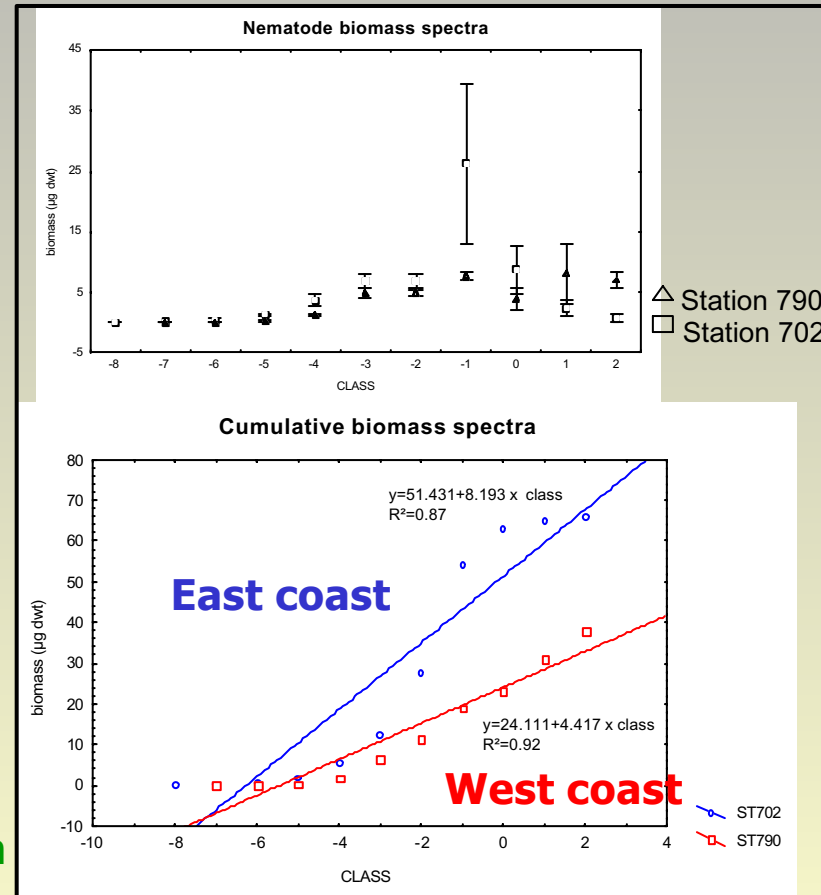 Nematode biomass spectra
45
35
25
15
5
-5
biomass (µg dwt)
-8 -7 -6 -5 -4 -3 -2 -1 0 1 2
CLASS
Station 790
Station 702
Cumulative biomass spectra
80
70
60
50
40
30
20
10
0
-10
biomass (µg dwt)
y=51.431+8.193 x class
R²=0.87
East coast
y=24.111+4.417 x class
R²=0.92
West coast
-10 -8 -6 -4 -2 0 2 4
CLASS
ST702
ST790